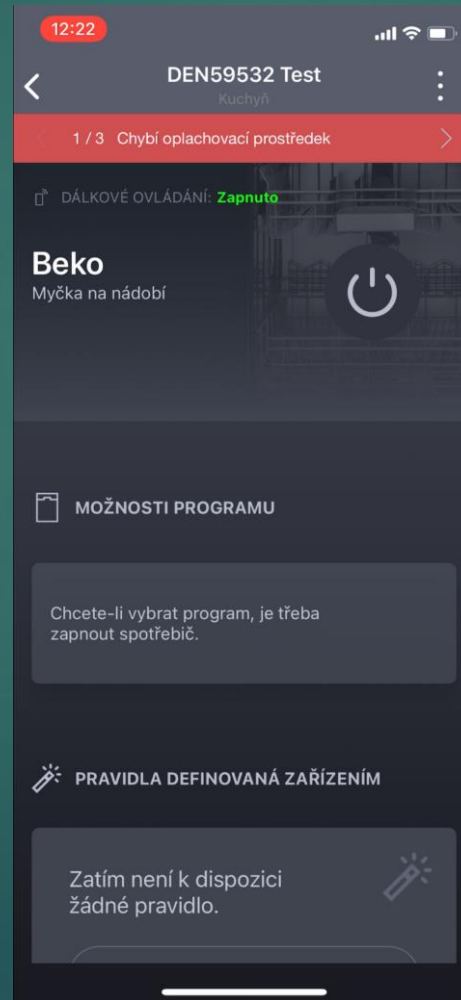 12:22
DEN59532 Test
Kuchyň
1 / 3 Chybí oplachovací prostředek
DÁLKOVÉ OVLÁDÁNÍ: Zapnuto
Beko
Myčka na nádobí
MOŽNOSTI PROGRAMU
Chcete-li vybrat program, je třeba
zapnout spotřebič.
PRAVIDLA DEFINOVANÁ ZAŘÍZENÍM
Zatím není k dispozici
žádné pravidlo.